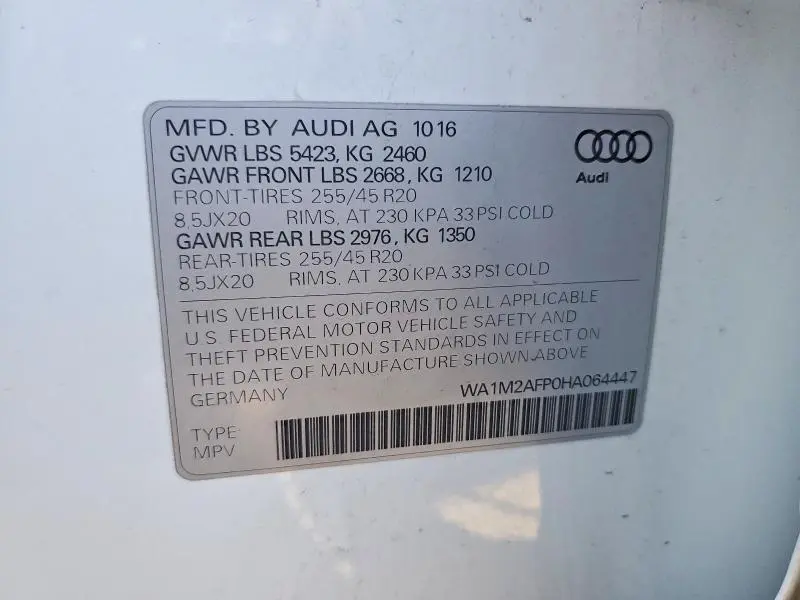 MFD. BY AUDI AG 1016
GVWR LBS 5423, KG 2460
GAWR FRONT LBS 2668, KG 1210
FRONT-TIRES 255/45 R20
8,5JX20 RIMS, AT 230 KPA 33 PSI COLD
GAWR REAR LBS 2976, KG 1350
REAR-TIRES 255/45 R20
8,5JX20 RIMS, AT 230 KPA 33 PSI COLD
Audi
THIS VEHICLE CONFORMS TO ALL APPLICABLE
U.S. FEDERAL MOTOR VEHICLE SAFETY AND
THEFT PREVENTION STANDARDS IN EFFECT ON
THE DATE OF MANUFACTURE SHOWN ABOVE
GERMANY WA1M2AFP0HA064447
TYPE:
MPV